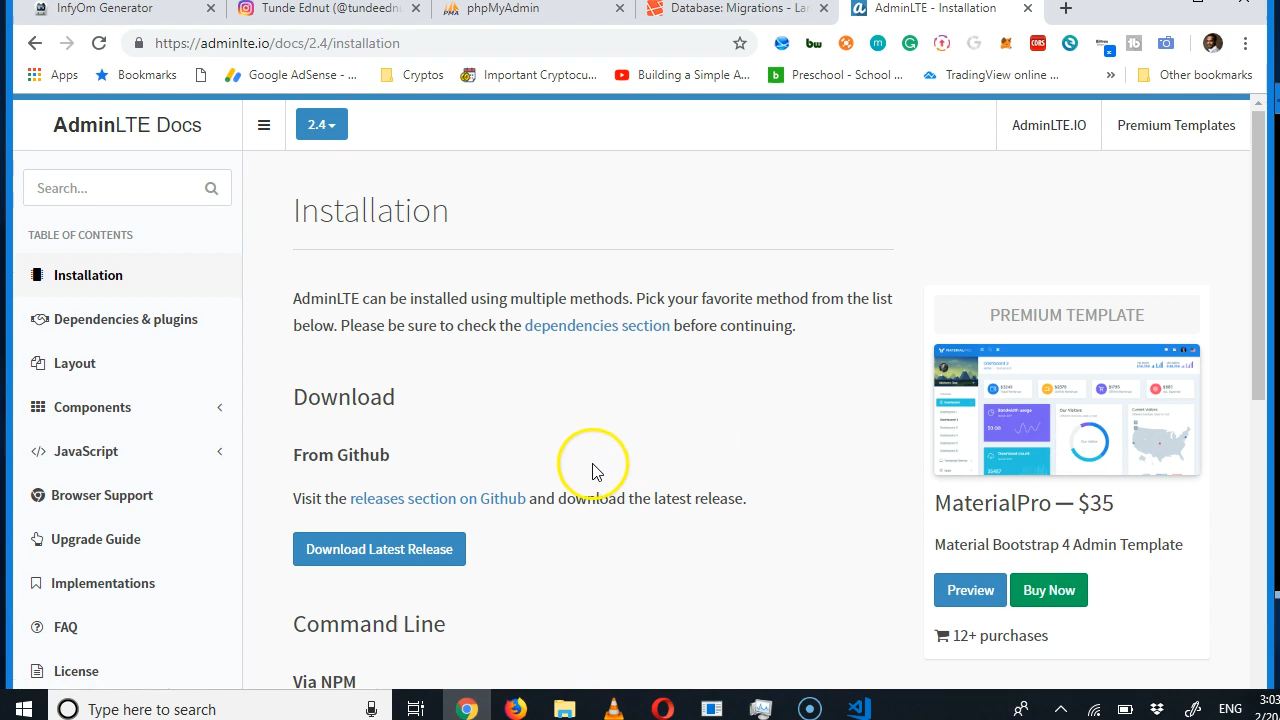 InfyOm Generator
Tunde Ednut (@tundeednu
phpMyAdmin
Database: Migrations - La
AdminLTE - Installation
https://adminlte.io/docs/2.4/installation
Apps
Bookmarks
Google AdSense - ...
Cryptos
Important Cryptocu...
Building a Simple A...
Preschool - School ...
TradingView online ...
Other bookmarks
AdminLTE Docs
2.4
AdminLTE.IO
Premium Templates
Search...
TABLE OF CONTENTS
Installation
Dependencies & plugins
Layout
Components
JavaScript
Browser Support
Upgrade Guide
Implementations
FAQ
License
Installation
AdminLTE can be installed using multiple methods. Pick your favorite method from the list
below. Please be sure to check the dependencies section before continuing.
Download
From Github
Visit the releases section on Github and download the latest release.
Download Latest Release
Command Line
Via NPM
PREMIUM TEMPLATE
MaterialPro — $35
Material Bootstrap 4 Admin Template
Preview
Buy Now
12+ purchases
Type here to search
ENG
3:03